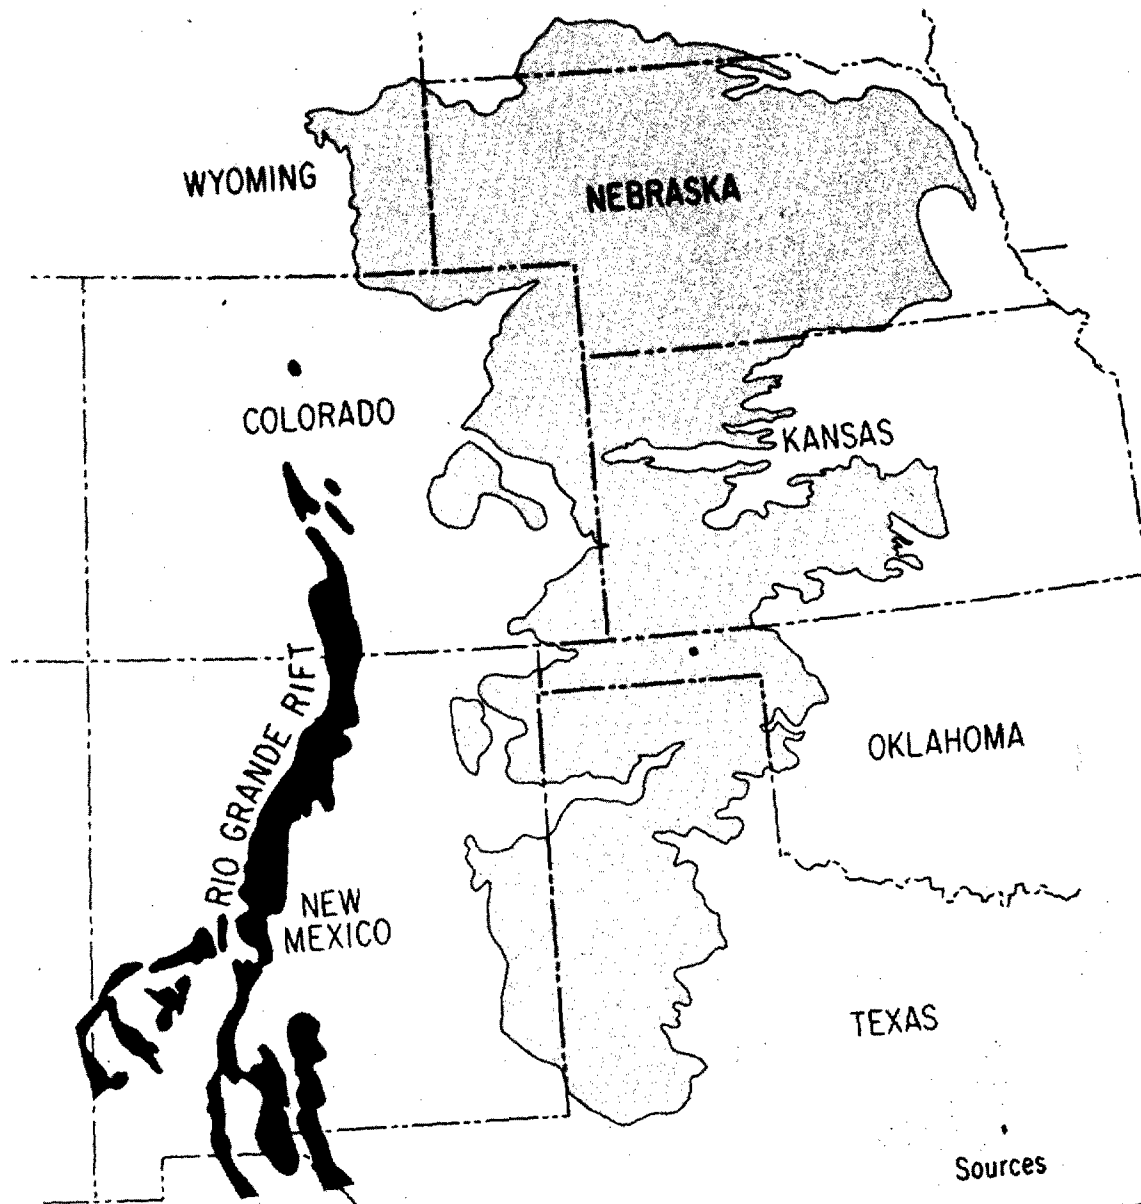 WYOMING
NEBRASKA
COLORADO
KANSAS
RIO GRANDE RIFT
OKLAHOMA
NEW
MEXICO
TEXAS
Sources